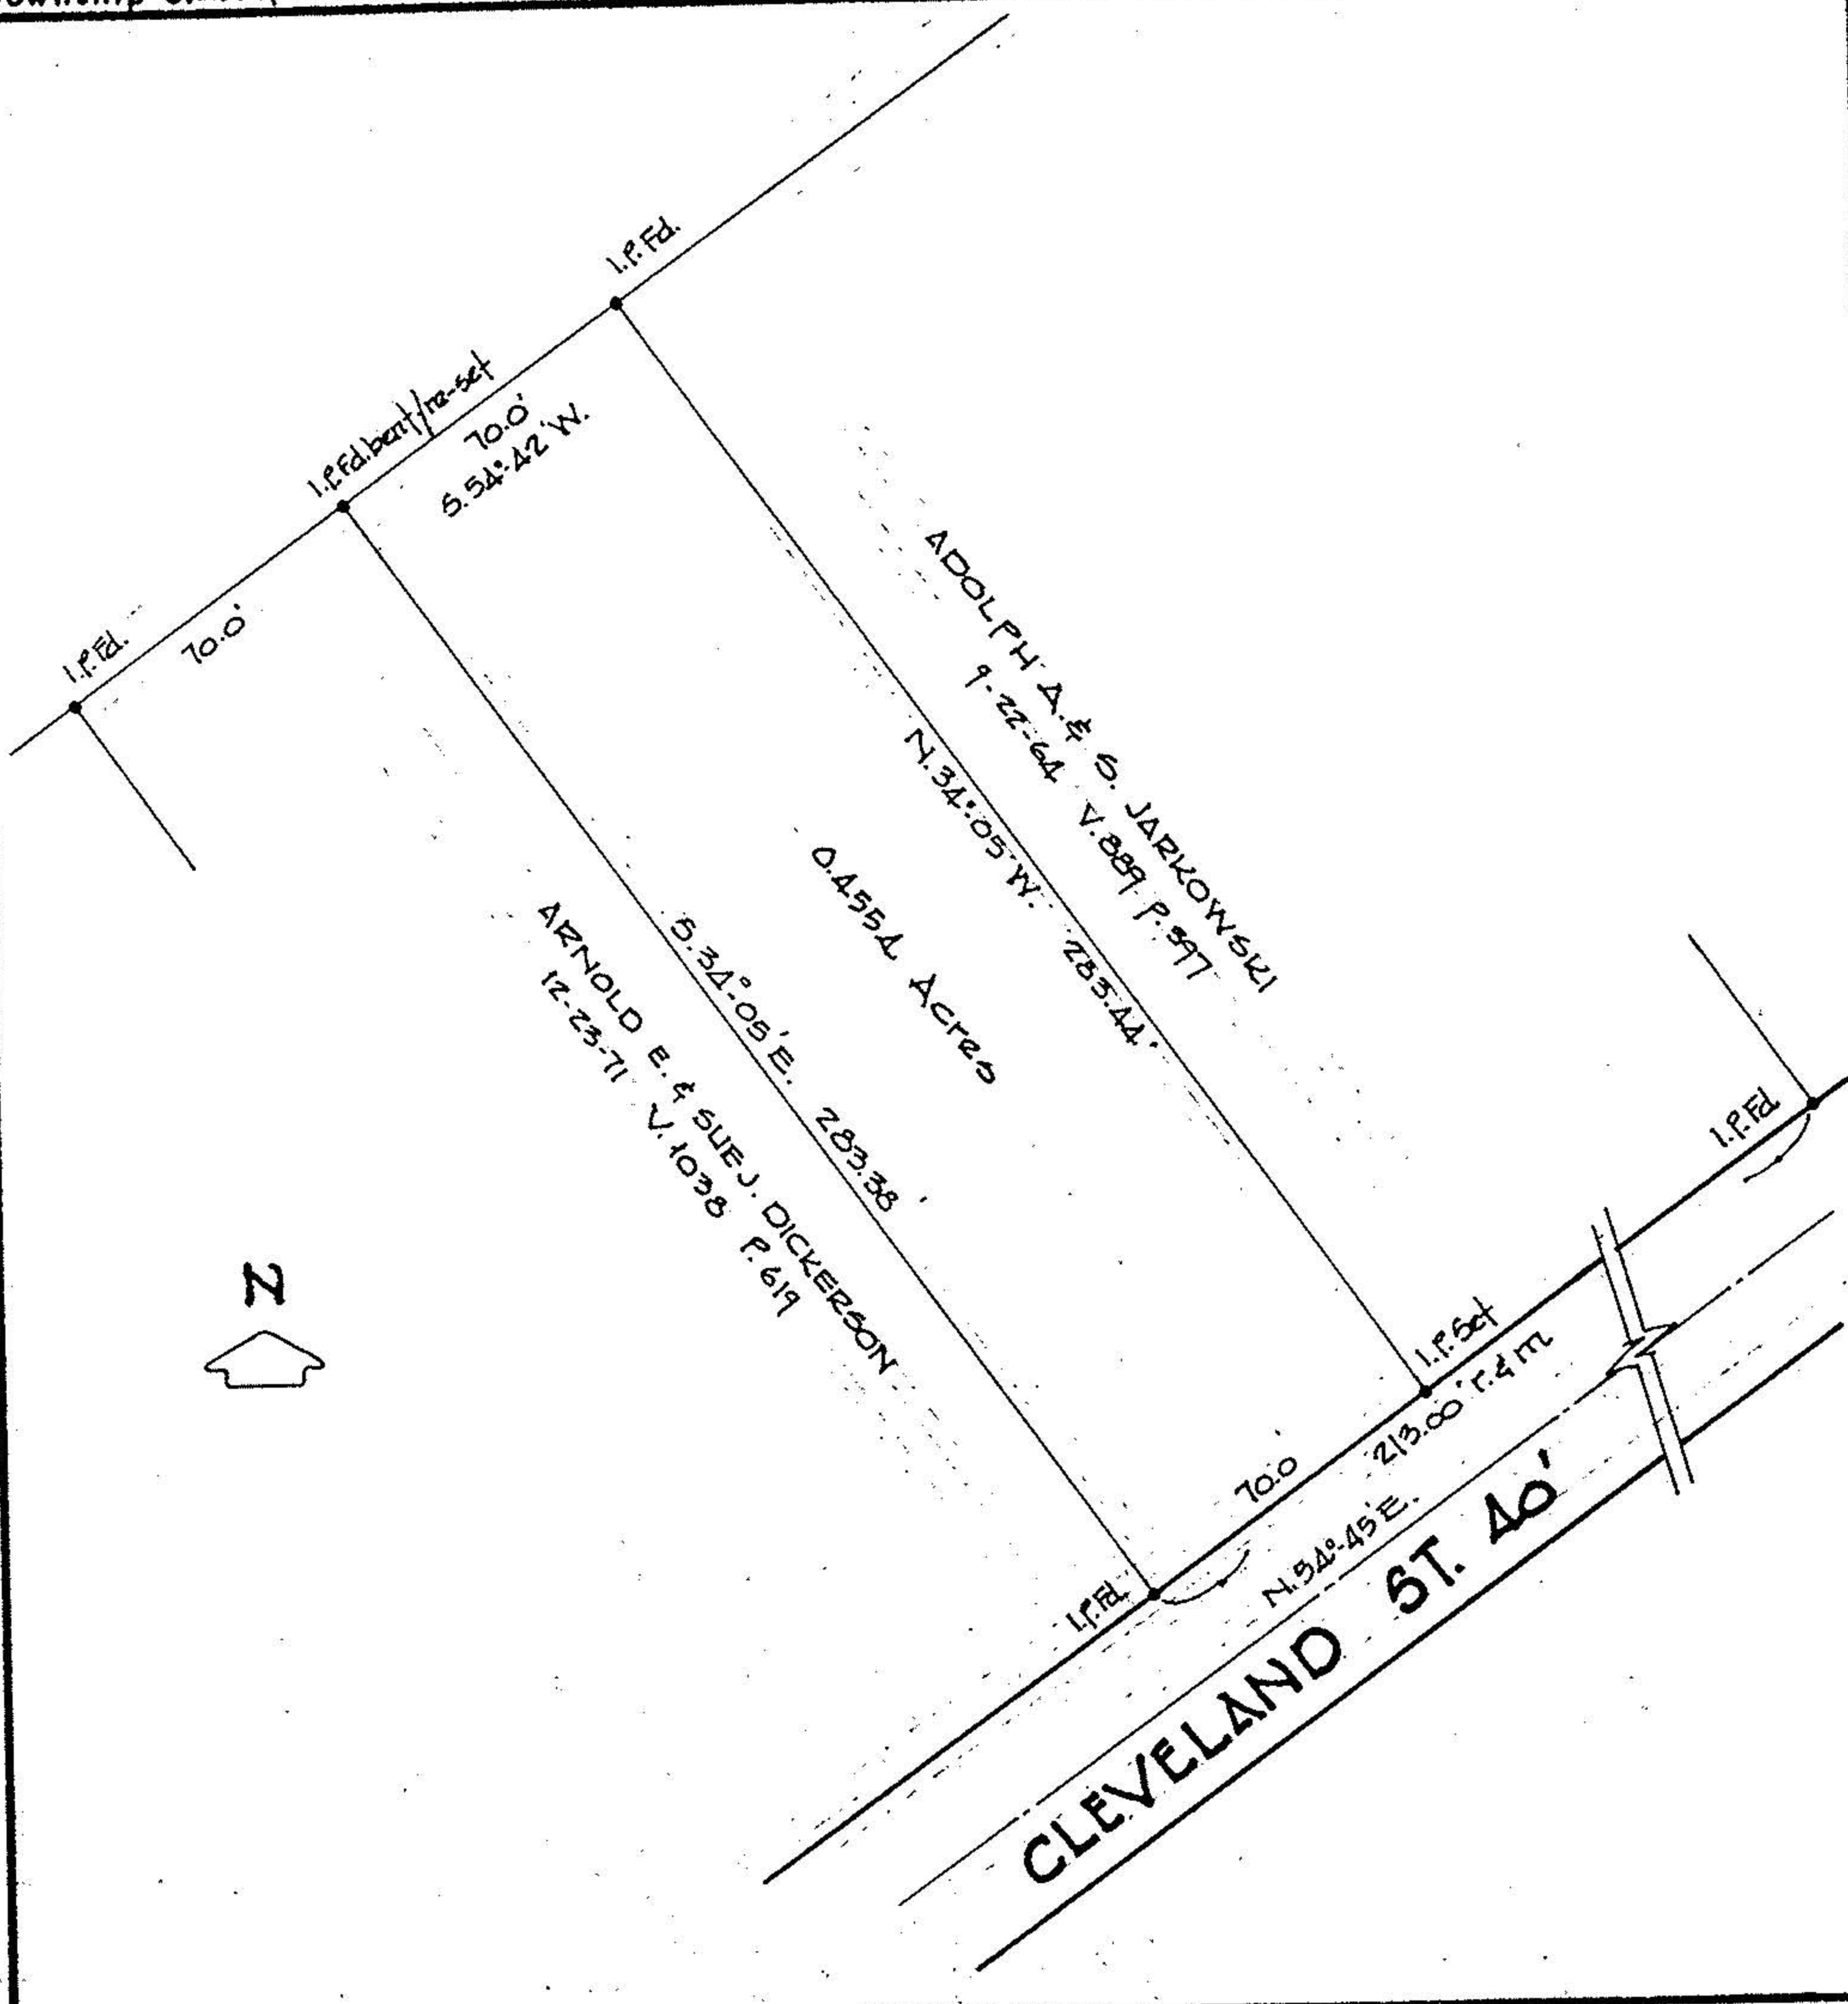 I.P. Fd.
I.P. Fd. bent/re-set
70.0'
S.54°-42'W.
I.P. Fd.
70.0'
ADOLPH A. & S. JARKOWSKI
9-22-64 V.889 P.397
N.34°-05'W. 283.44'
0.4554 Acres
S.34°-05'E. 283.38'
ARNOLD E. & SUE J. DICKERSON
12-23-71 V.1038 P.619
N
I.P. Fd.
I.P. Set
213.00' r. & m
70.0
N.54°-45'E.
I.P. Fd.
CLEVELAND ST. 40'